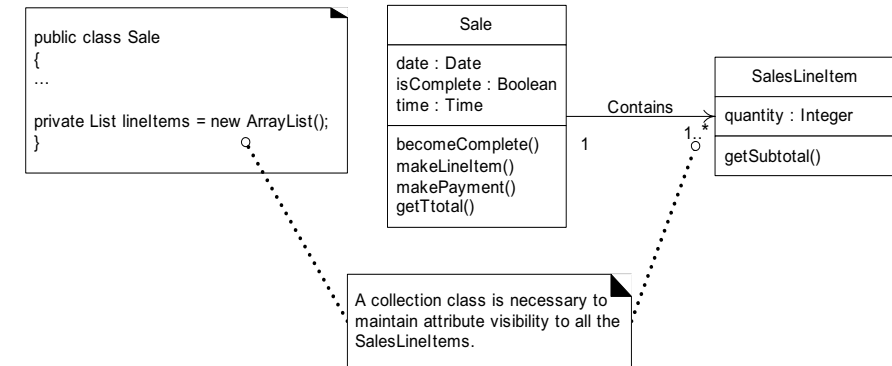 public class Sale
{
...
private List lineItems = new ArrayList();
}
Sale
date : Date
isComplete : Boolean
time : Time
becomeComplete()
makeLineItem()
makePayment()
getTtotal()
Contains
1
1..*
SalesLineItem
quantity : Integer
getSubtotal()
A collection class is necessary to
maintain attribute visibility to all the
SalesLineItems.